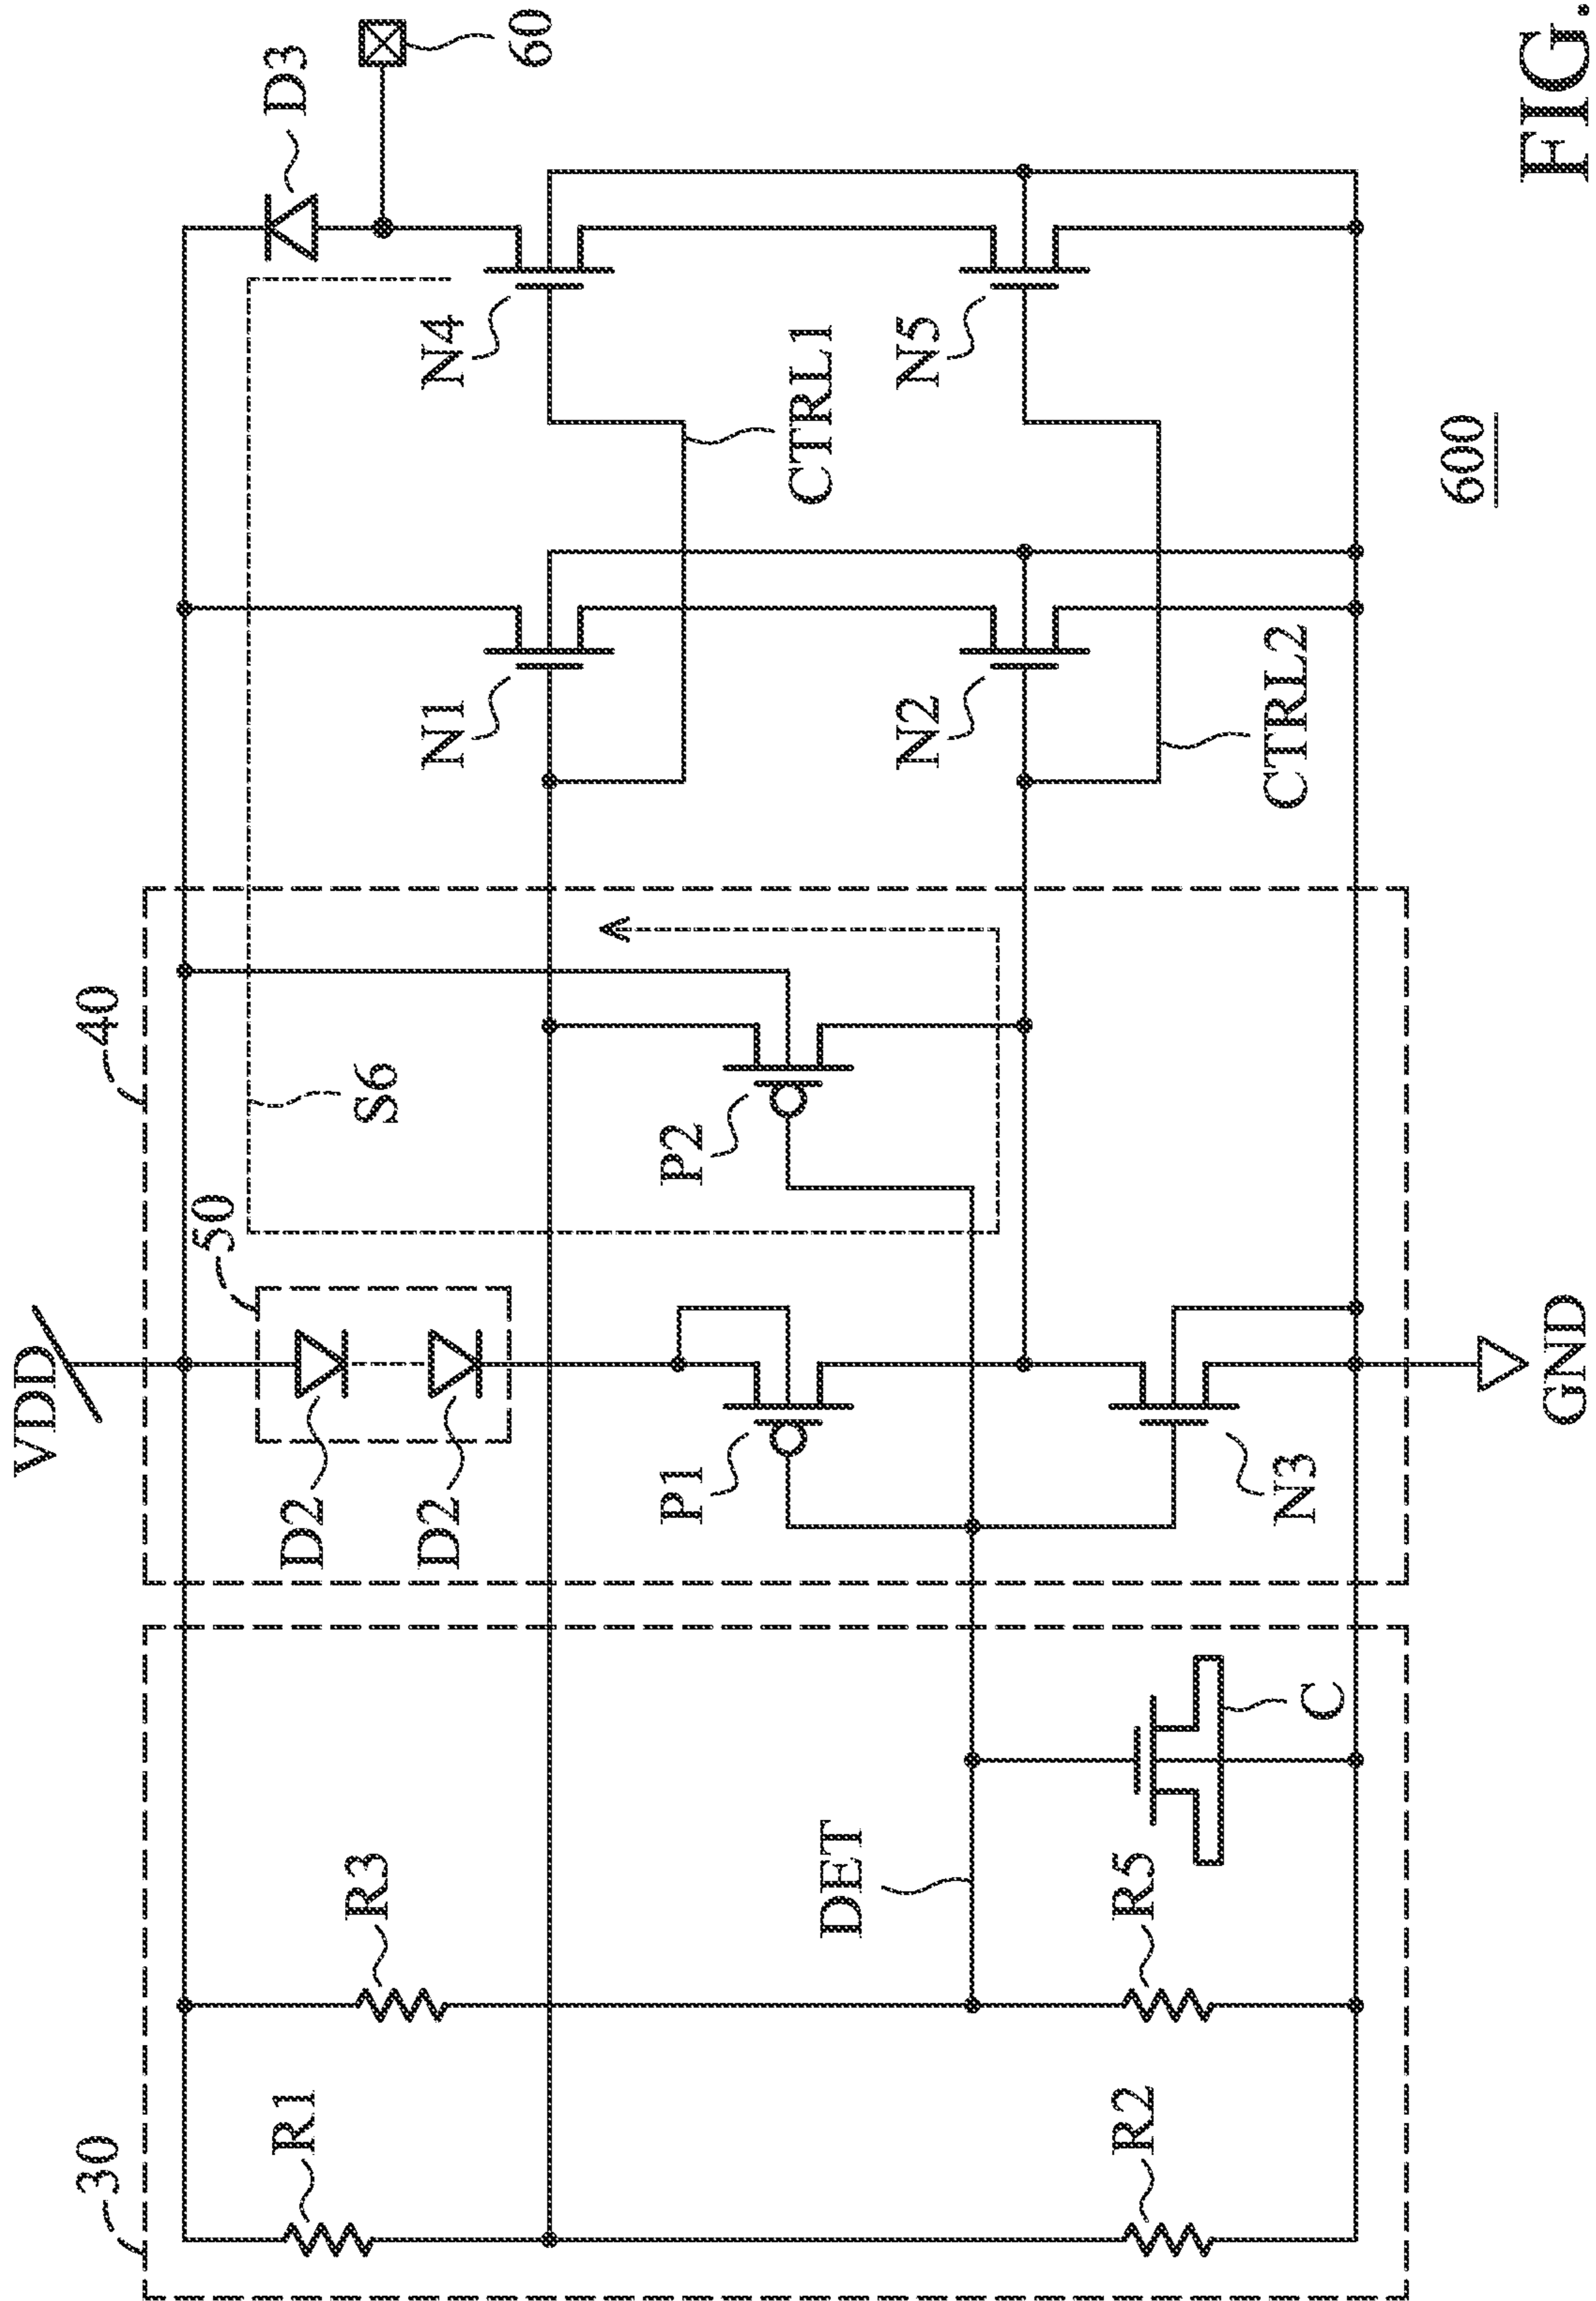 30
R1
R2
R3
R5
DET
C
40
VDD
50
D2
D2
P1
N3
GND
S6
P2
N1
N2
CTRL2
CTRL1
N4
N5
D3
60
600
FIG.